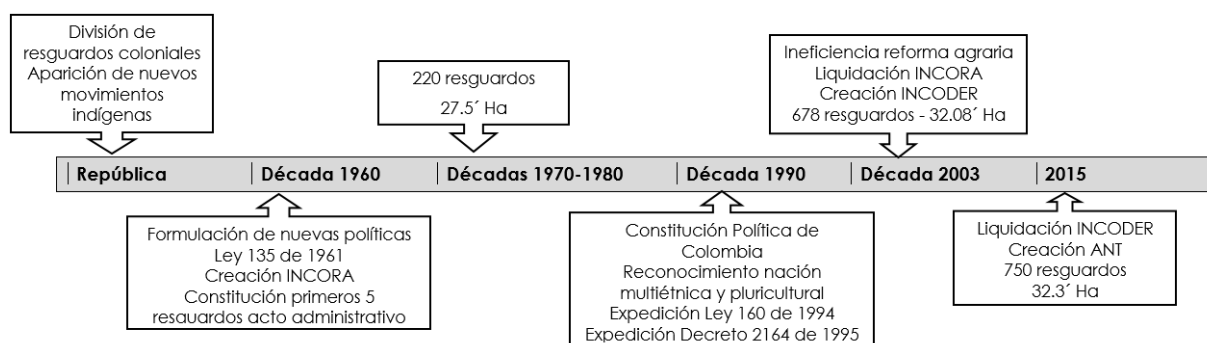 División de
resguardos coloniales
Aparición de nuevos
movimientos
indígenas
220 resguardos
27.5´ Ha
Ineficiencia reforma agraria
Liquidación INCORA
Creación INCODER
678 resguardos - 32.08´ Ha
República
Década 1960
Décadas 1970-1980
Década 1990
Década 2003
2015
Formulación de nuevas políticas
Ley 135 de 1961
Creación INCORA
Constitución primeros 5
resguardos acto administrativo
Constitución Política de
Colombia
Reconocimiento nación
multiétnica y pluricultural
Expedición Ley 160 de 1994
Expedición Decreto 2164 de 1995
Liquidación INCODER
Creación ANT
750 resguardos
32.3´ Ha